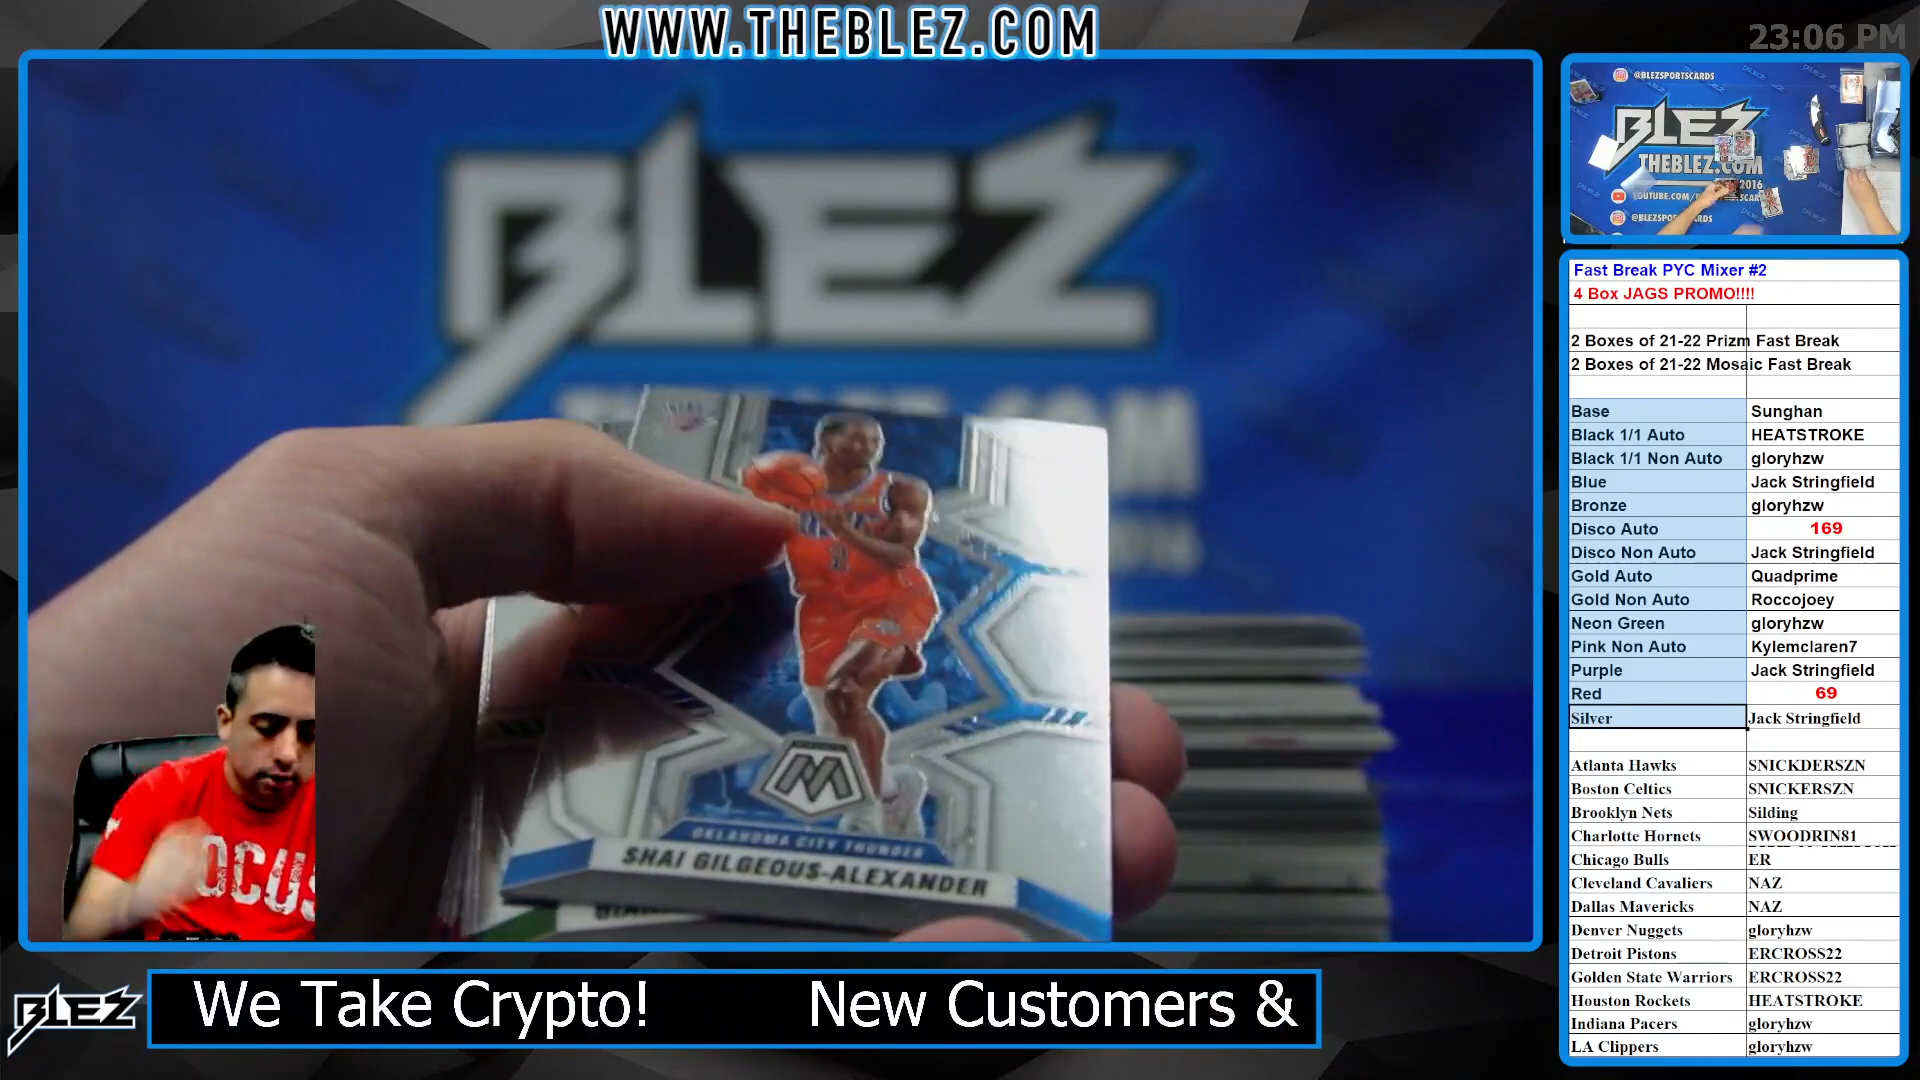 WWW.THEBLEZ.COM
23:06 PM
BLEZ
@BLEZSPORTSCARDS
BLEZ
THEBLEZ.COM
2016
@BLEZSPO
OKLAHOMA CITY THUNDER
SHAI GILGEOUS-ALEXANDER
OCUS
Fast Break PYC Mixer #2
4 Box JAGS PROMO!!!!
2 Boxes of 21-22 Prizm Fast Break
2 Boxes of 21-22 Mosaic Fast Break
Base Sunghan
Black 1/1 Auto HEATSTROKE
Black 1/1 Non Auto gloryhzw
Blue Jack Stringfield
Bronze gloryhzw
Disco Auto 169
Disco Non Auto Jack Stringfield
Gold Auto Quadprime
Gold Non Auto Roccojoey
Neon Green gloryhzw
Pink Non Auto Kylemclaren7
Purple Jack Stringfield
Red 69
Silver Jack Stringfield
Atlanta Hawks SNICKDERSZN
Boston Celtics SNICKERSZN
Brooklyn Nets Silding
Charlotte Hornets SWOODRIN81
Chicago Bulls ER
Cleveland Cavaliers NAZ
Dallas Mavericks NAZ
Denver Nuggets gloryhzw
Detroit Pistons ERCROSS22
Golden State Warriors ERCROSS22
Houston Rockets HEATSTROKE
Indiana Pacers gloryhzw
LA Clippers gloryhzw
BLEZ
We Take Crypto! New Customers &